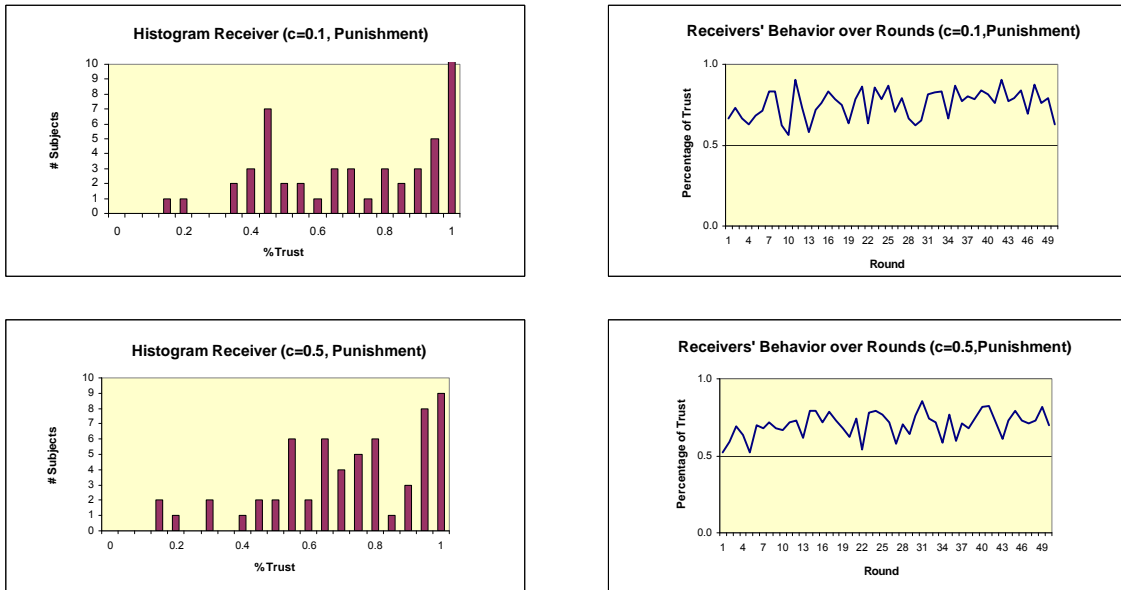 Histogram Receiver (c=0.1, Punishment)
10
9
8
7
6
5
4
3
2
1
0
# Subjects
0 0.2 0.4 0.6 0.8 1
%Trust
Receivers' Behavior over Rounds (c=0.1,Punishment)
1.0
0.5
0.0
Percentage of Trust
1 4 7 10 13 16 19 22 25 28 31 34 37 40 43 46 49
Round
Histogram Receiver (c=0.5, Punishment)
10
9
8
7
6
5
4
3
2
1
0
# Subjects
0 0.2 0.4 0.6 0.8 1
%Trust
Receivers' Behavior over Rounds (c=0.5,Punishment)
1.0
0.5
0.0
Percentage of Trust
1 4 7 10 13 16 19 22 25 28 31 34 37 40 43 46 49
Round